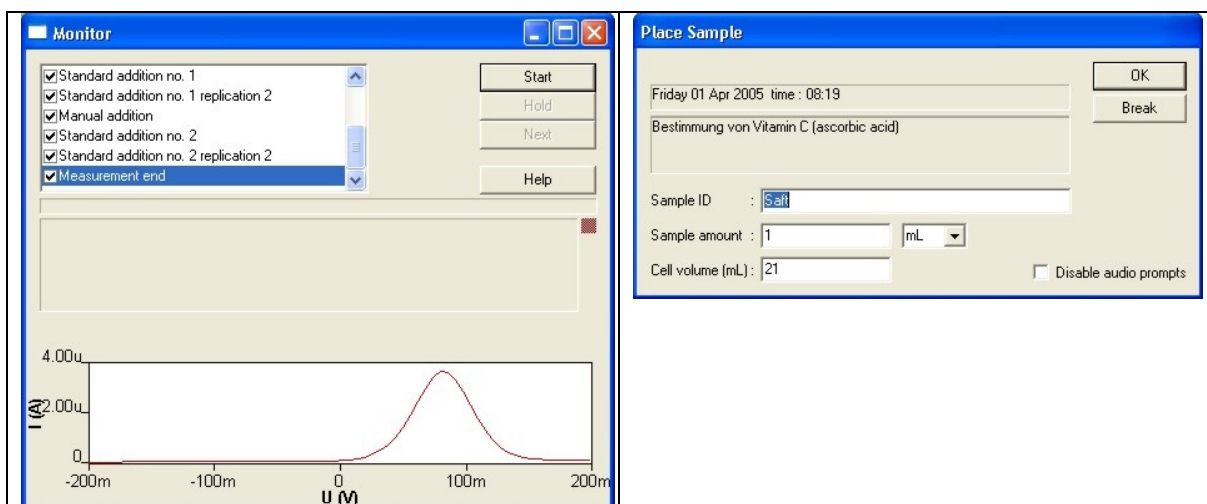 Monitor
Standard addition no. 1
Standard addition no. 1 replication 2
Manual addition
Standard addition no. 2
Standard addition no. 2 replication 2
Measurement end
Start
Hold
Next
Help
4.00u
2.00u
0
I (A)
-200m
-100m
0
100m
200m
U (V)
Place Sample
Friday 01 Apr 2005 time : 08:19
Bestimmung von Vitamin C (ascorbic acid)
Sample ID : Saft
Sample amount : 1 mL
Cell volume (mL) : 21
OK
Break
Disable audio prompts